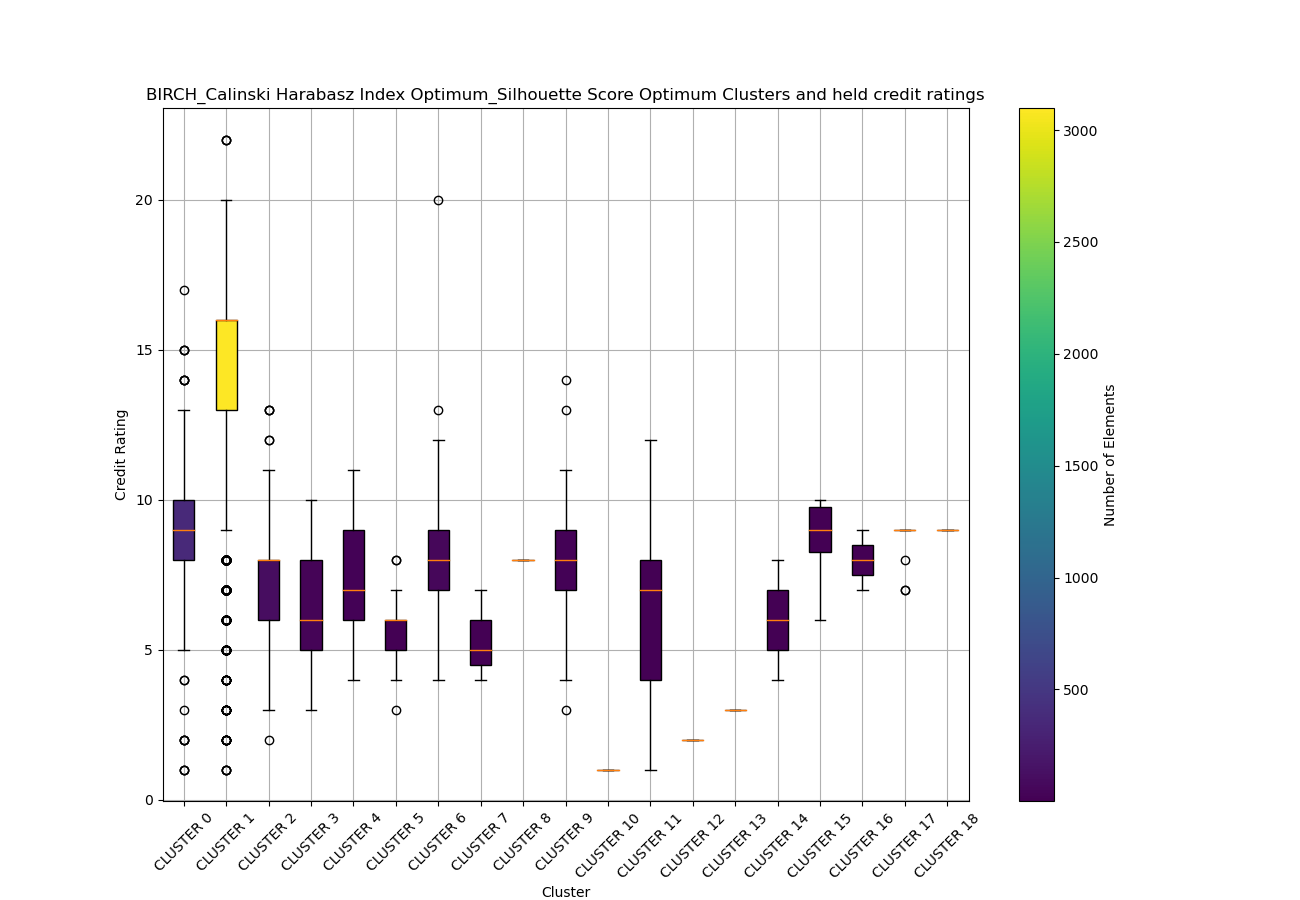 BIRCH_Calinski Harabasz Index Optimum_Silhouette Score Optimum Clusters and held credit ratings
Credit Rating
20
15
10
5
0
CLUSTER 0
CLUSTER 1
CLUSTER 2
CLUSTER 3
CLUSTER 4
CLUSTER 5
CLUSTER 6
CLUSTER 7
CLUSTER 8
CLUSTER 9
CLUSTER 10
CLUSTER 11
CLUSTER 12
CLUSTER 13
CLUSTER 14
CLUSTER 15
CLUSTER 16
CLUSTER 17
CLUSTER 18
Cluster
3000
2500
2000
1500
1000
500
Number of Elements